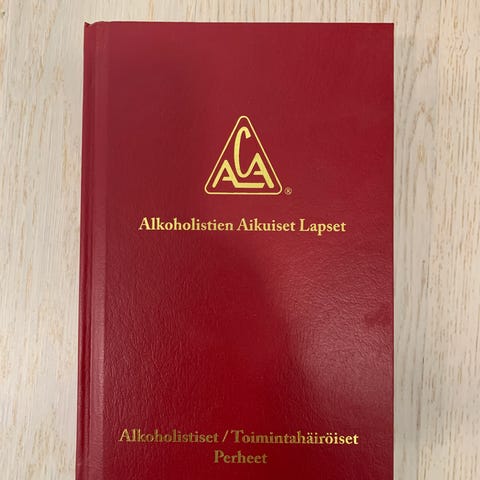 ACA
®
Alkoholistien Aikuiset Lapset
Alkoholistiset / Toimintahäiröiset
Perheet